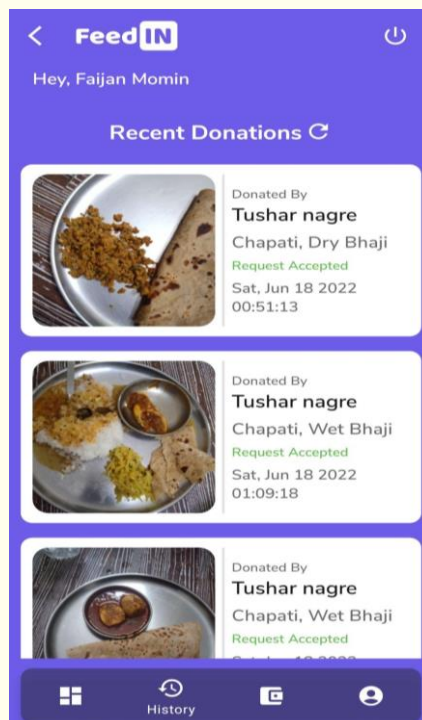 Feed IN
Hey, Faijan Momin
Recent Donations
Donated By
Tushar nagre
Chapati, Dry Bhaji
Request Accepted
Sat, Jun 18 2022
00:51:13
Donated By
Tushar nagre
Chapati, Wet Bhaji
Request Accepted
Sat, Jun 18 2022
01:09:18
Donated By
Tushar nagre
Chapati, Wet Bhaji
Request Accepted
History